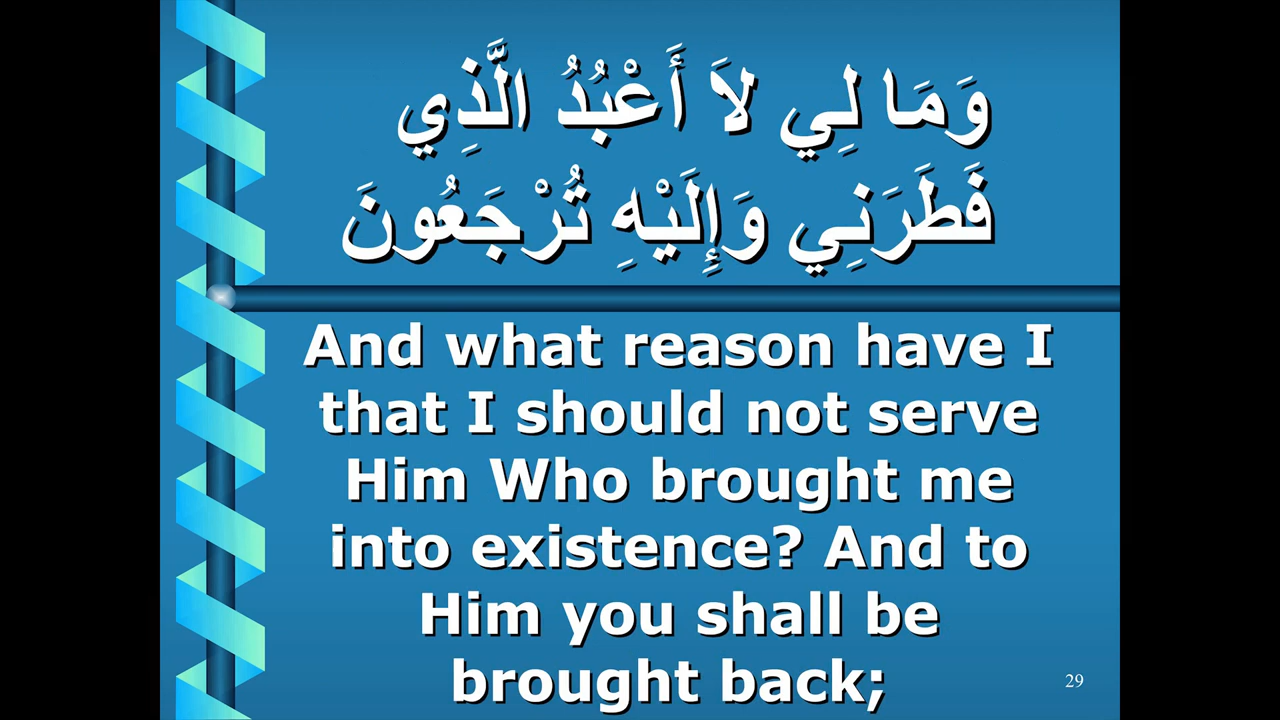 وَمَا لِي لاَ أَعْبُدُ الَّذِي
فَطَرَنِي وَإِلَيْهِ تُرْجَعُونَ
And what reason have I
that I should not serve
Him Who brought me
into existence? And to
Him you shall be
brought back;
29